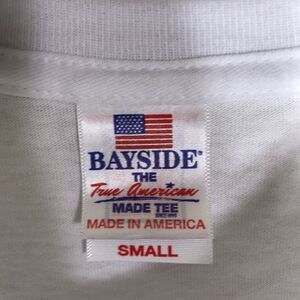 BAYSIDE®
THE
True American
MADE TEE
MADE IN AMERICA
SMALL